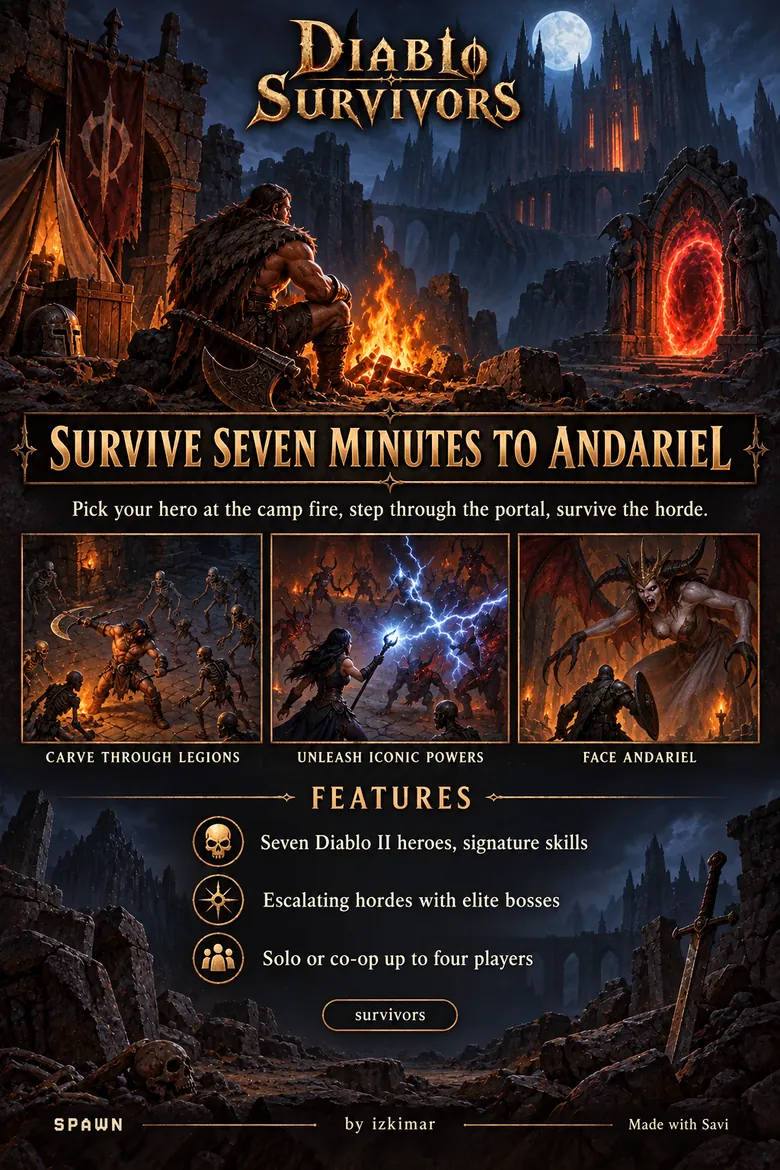 DIABLO
SURVIVORS
SURVIVE SEVEN MINUTES TO ANDARIEL
Pick your hero at the camp fire, step through the portal, survive the horde.
CARVE THROUGH LEGIONS
UNLEASH ICONIC POWERS
FACE ANDARIEL
FEATURES
Seven Diablo II heroes, signature skills
Escalating hordes with elite bosses
Solo or co-op up to four players
survivors
SPAWN
by izkimar
Made with Savi